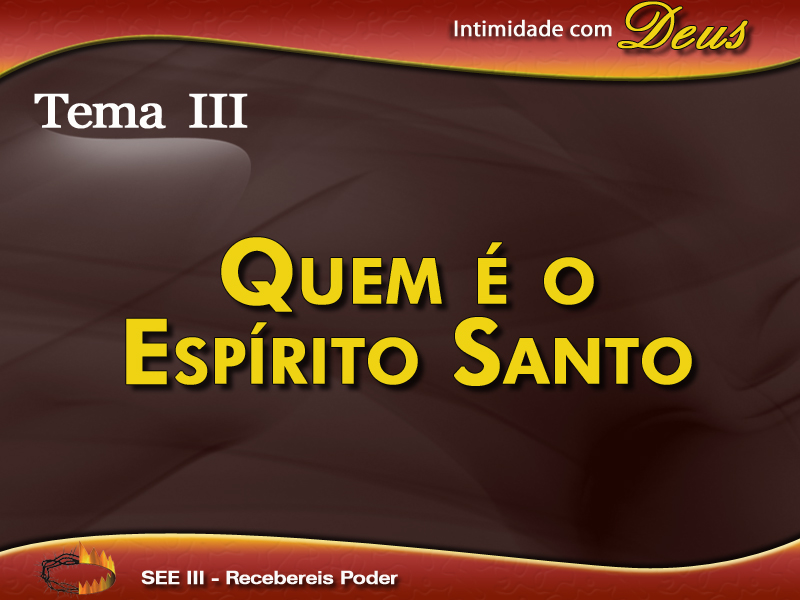 Intimidade com Deus
Tema III
Quem é o
Espírito Santo
SEE III - Recebereis Poder